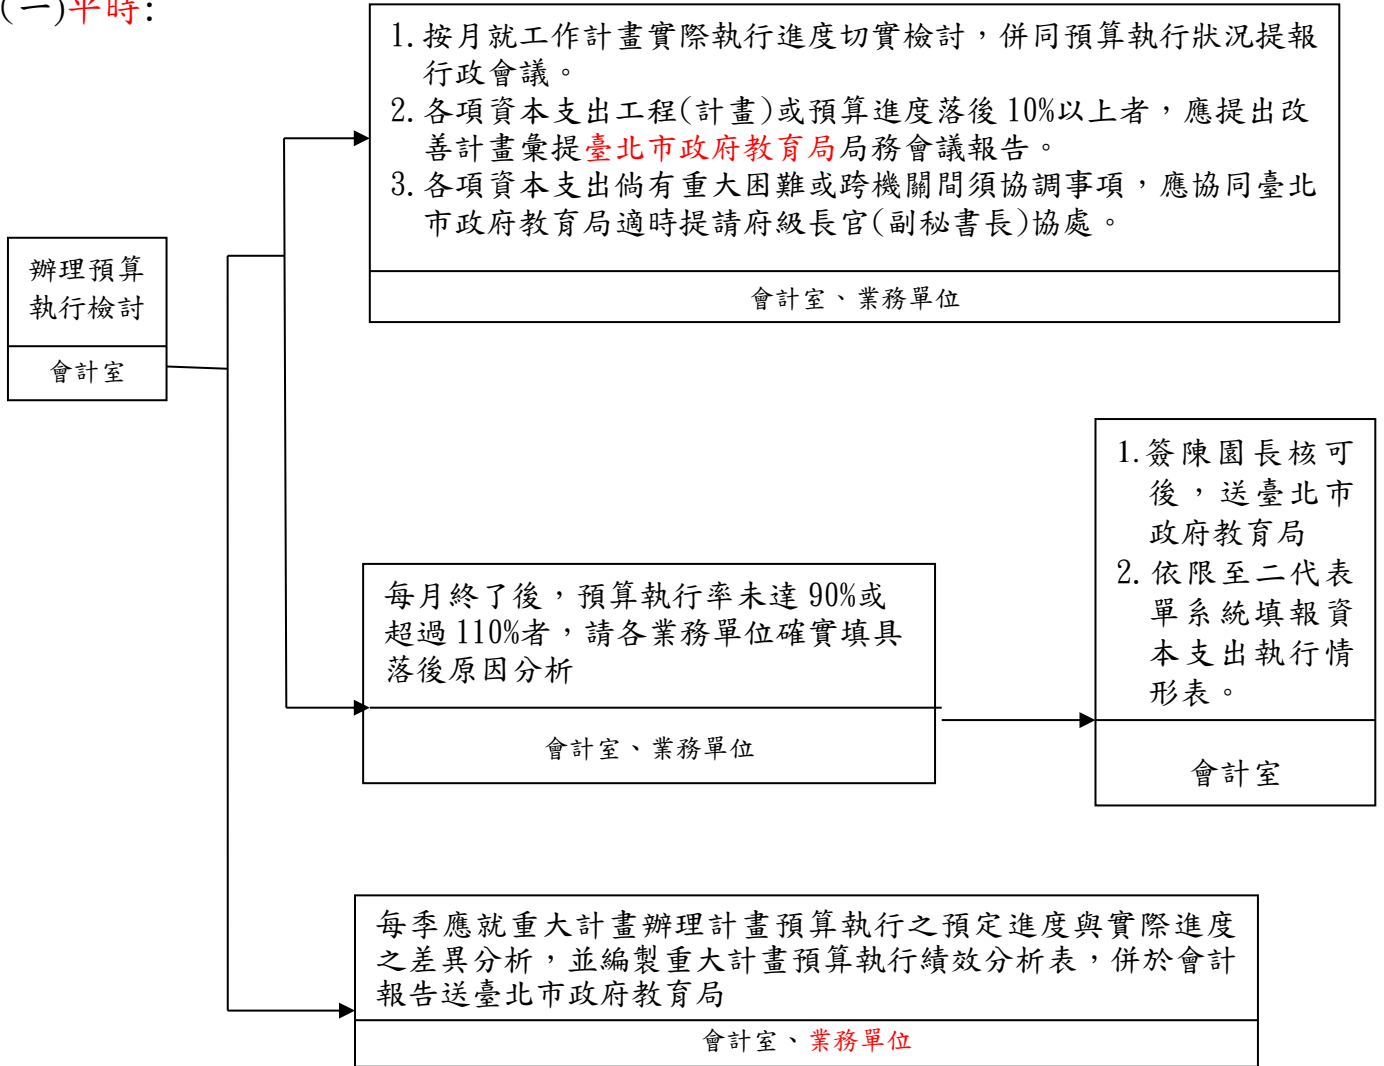 (一)平時:
1.按月就工作計畫實際執行進度切實檢討，併同預算執行狀況提報
行政會議。
2.各項資本支出工程(計畫)或預算進度落後 10%以上者，應提出改
善計畫彙提臺北市政府教育局局務會議報告。
3.各項資本支出倘有重大困難或跨機關間須協調事項，應協同臺北
市政府教育局適時提請府級長官(副秘書長)協處。
會計室、業務單位
辦理預算
執行檢討
會計室
1.簽陳園長核可
後，送臺北市
政府教育局
2.依限至二代表
單系統填報資
本支出執行情
形表。
會計室
每月終了後，預算執行率未達 90%或
超過 110%者，請各業務單位確實填具
落後原因分析
會計室、業務單位
每季應就重大計畫辦理計畫預算執行之預定進度與實際進度
之差異分析，並編製重大計畫預算執行績效分析表，併於會計
報告送臺北市政府教育局
會計室、業務單位